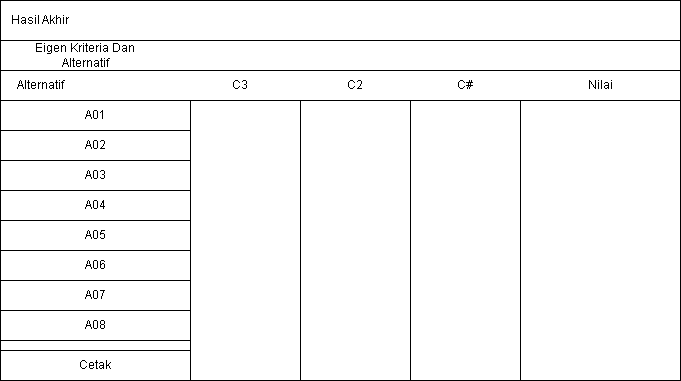 Hasil Akhir
Eigen Kriteria Dan
Alternatif
Alternatif C3 C2 C# Nilai
A01
A02
A03
A04
A05
A06
A07
A08
Cetak